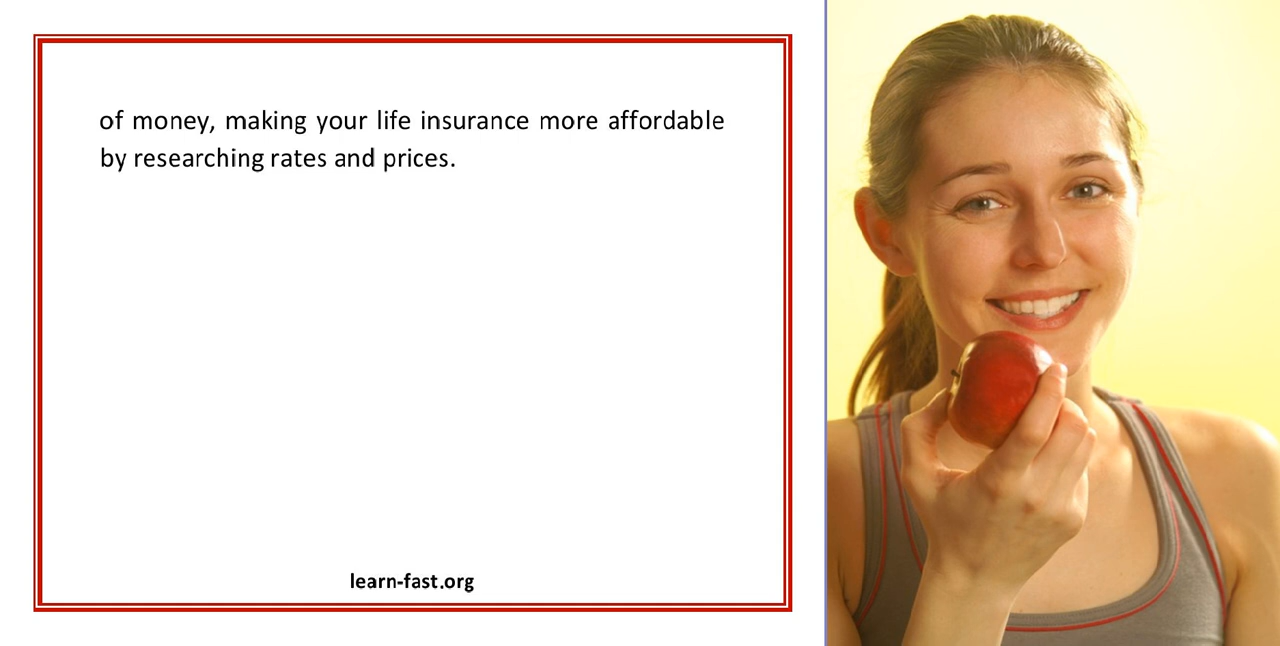 of money, making your life insurance more affordable
by researching rates and prices.
learn-fast.org